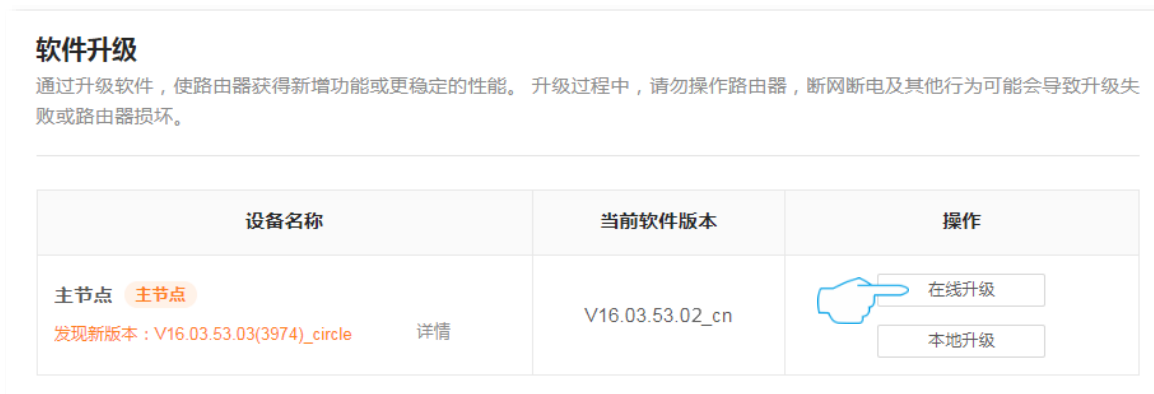 软件升级
通过升级软件，使路由器获得新增功能或更稳定的性能。 升级过程中，请勿操作路由器，断网断电及其他行为可能会导致升级失
败或路由器损坏。
设备名称 当前软件版本 操作
主节点 主节点
发现新版本：V16.03.53.03(3974)_circle 详情
V16.03.53.02_cn
在线升级
本地升级